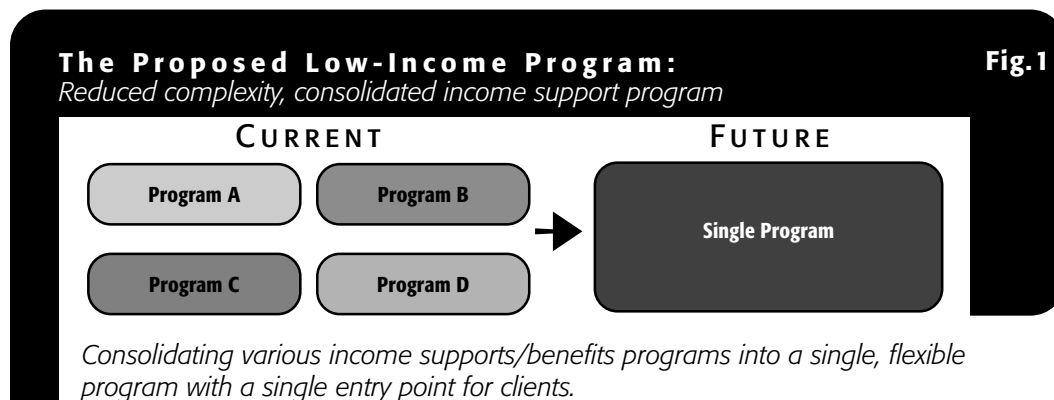 The Proposed Low-Income Program:
Fig.1
Reduced complexity, consolidated income support program
CURRENT
FUTURE
Program A
Program B
Single Program
Program C
Program D
Consolidating various income supports/benefits programs into a single, flexible
program with a single entry point for clients.